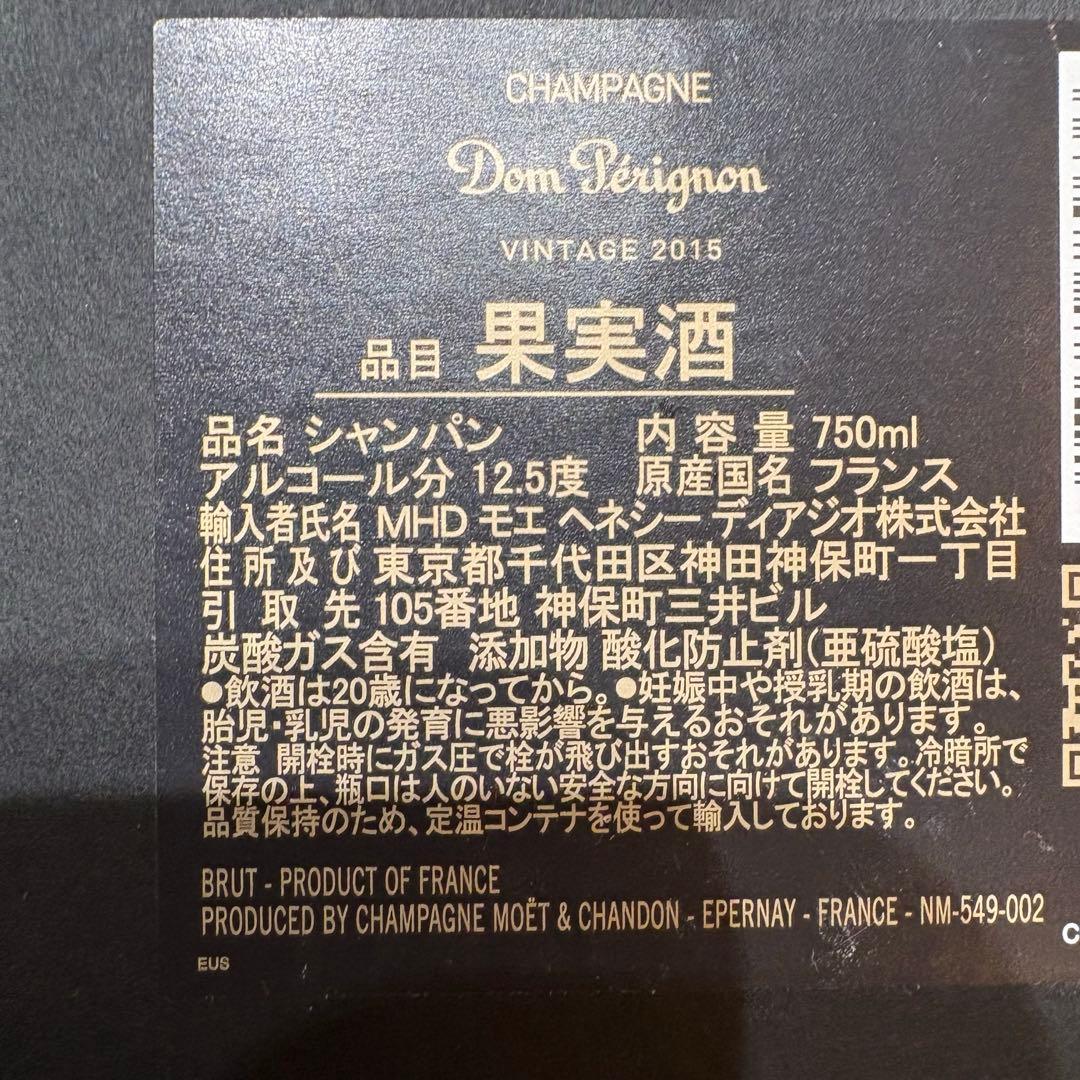 CHAMPAGNE
Dom Pérignon
VINTAGE 2015
品目 果実酒
品名 シャンパン 内容量 750ml
アルコール分 12.5度 原産国名 フランス
輸入者氏名 MHD モエ ヘネシー ディアジオ株式会社
住所及び 東京都千代田区神田神保町一丁目
引取先 105番地 神保町三井ビル
炭酸ガス含有 添加物 酸化防止剤(亜硫酸塩)
●飲酒は20歳になってから。●妊娠中や授乳期の飲酒は、
胎児・乳児の発育に悪影響を与えるおそれがあります。
注意 開栓時にガス圧で栓が飛び出すおそれがあります。冷暗所で
保存の上、瓶口は人のいない安全な方向に向けて開栓してください。
品質保持のため、定温コンテナを使って輸入しております。
BRUT - PRODUCT OF FRANCE
PRODUCED BY CHAMPAGNE MOËT & CHANDON - EPERNAY - FRANCE - NM-549-002
EUS